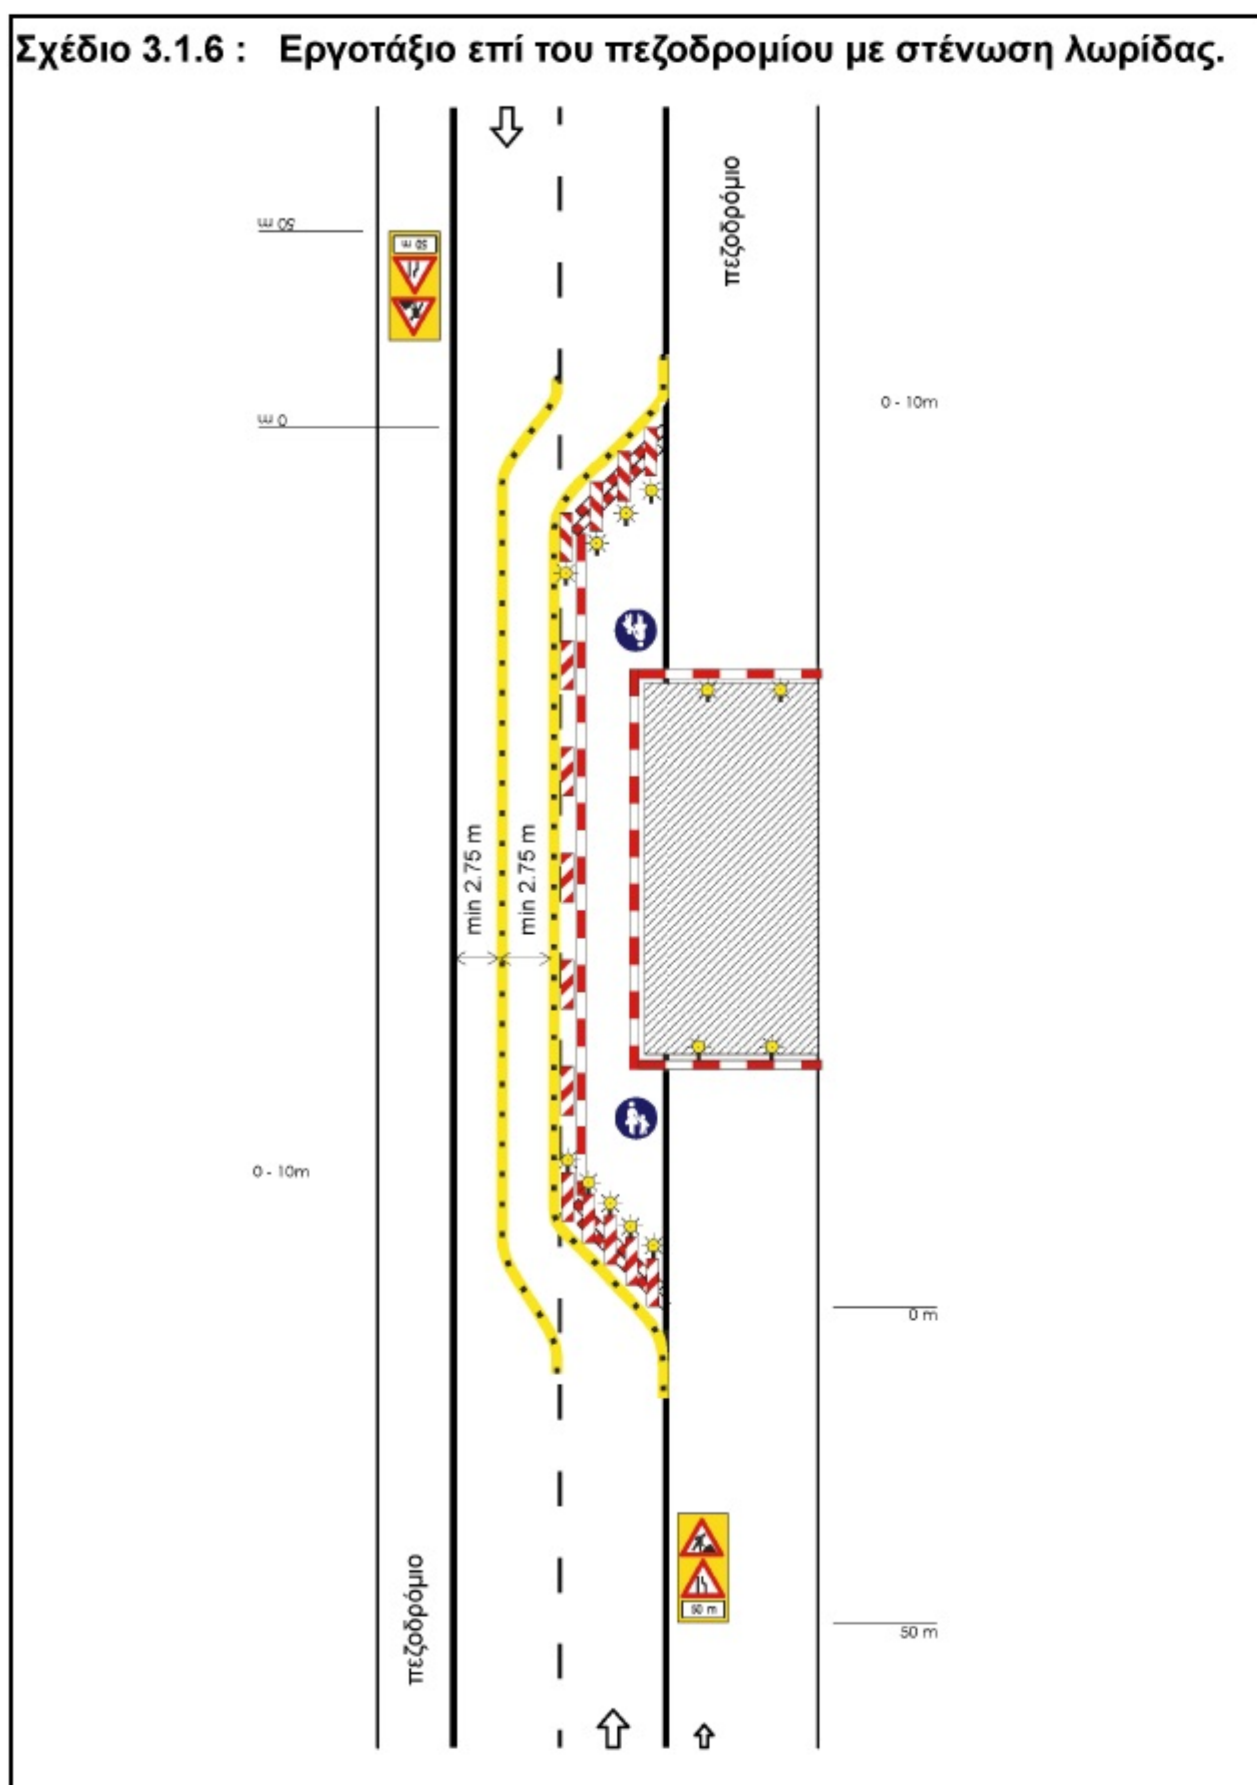 Σχέδιο 3.1.6 : Εργοτάξιο επί του πεζοδρομίου με στένωση λωρίδας.
πεζοδρόμιο
50 m
50 m
0 m
0 - 10m
min 2.75 m
min 2.75 m
0 - 10m
0 m
50 m
50 m
πεζοδρόμιο